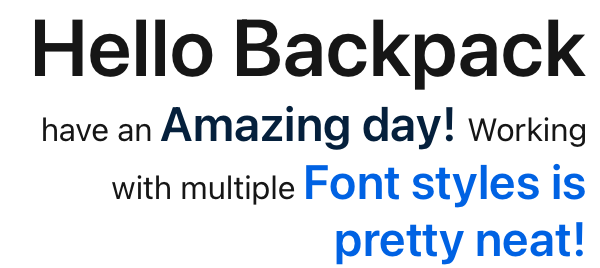 Hello Backpack
have an Amazing day! Working
with multiple Font styles is
pretty neat!